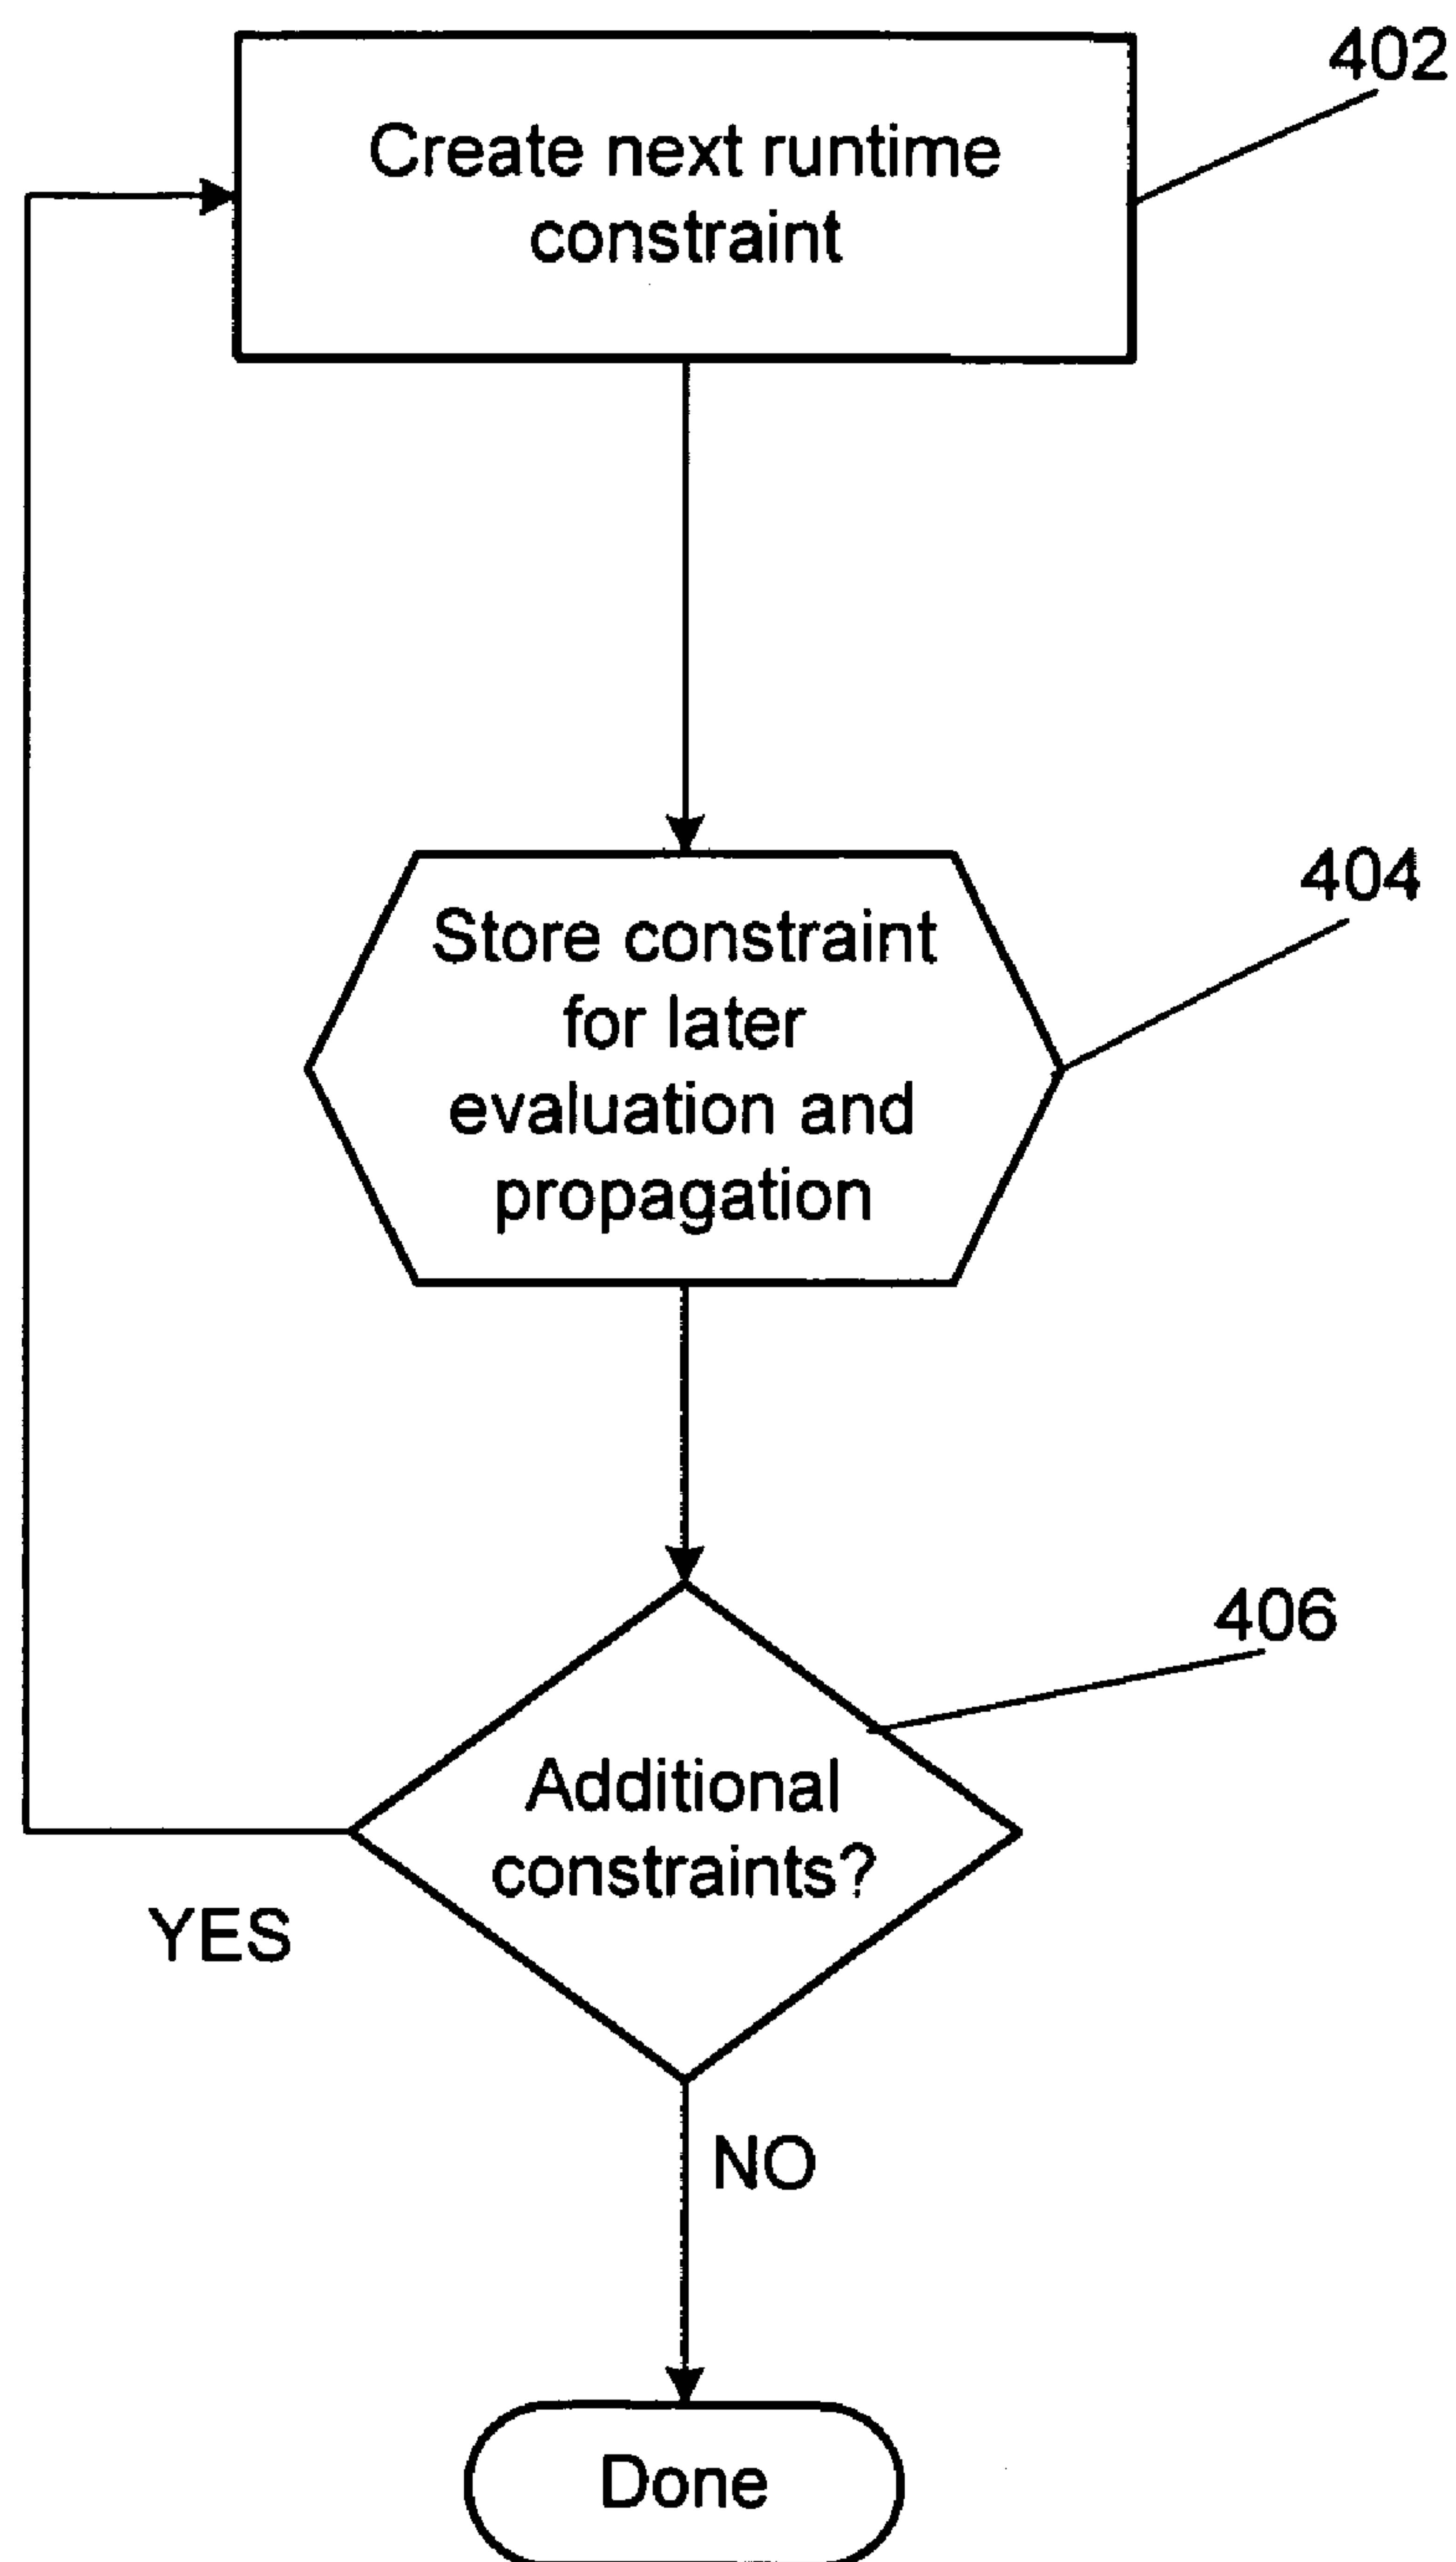 402
Create next runtime
constraint
404
Store constraint
for later
evaluation and
propagation
406
Additional
constraints?
YES
NO
Done